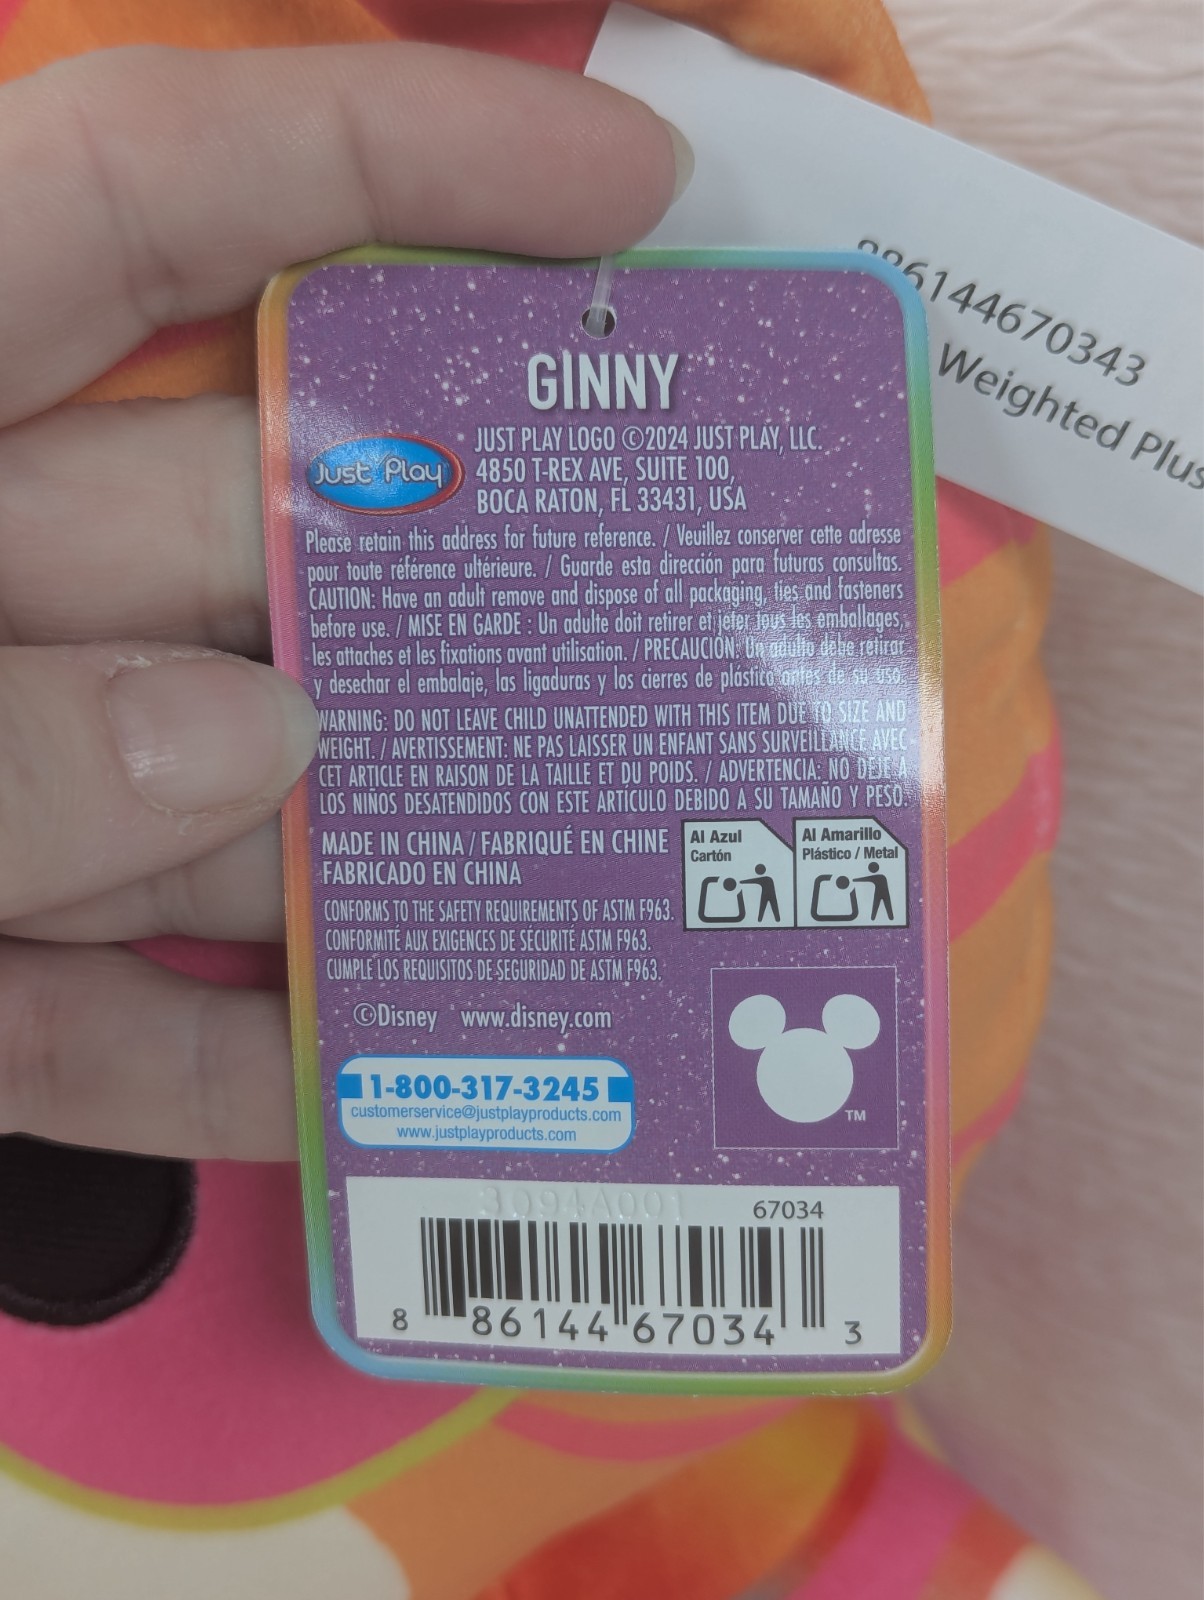 GINNY
Just Play
JUST PLAY LOGO ©2024 JUST PLAY, LLC.
4850 T-REX AVE, SUITE 100,
BOCA RATON, FL 33431, USA
Please retain this address for future reference. / Veuillez conserver cette adresse
pour toute référence ultérieure. / Guarde esta dirección para futuras consultas.
CAUTION: Have an adult remove and dispose of all packaging, ties and fasteners
before use. / MISE EN GARDE : Un adulte doit retirer et jeter tous les emballages,
les attaches et les fixations avant utilisation. / PRECAUCIÓN: Un adulto debe retirar
y desechar el embalaje, las ligaduras y los cierres de plástico antes de su uso.
WARNING: DO NOT LEAVE CHILD UNATTENDED WITH THIS ITEM DUE TO SIZE AND
WEIGHT. / AVERTISSEMENT: NE PAS LAISSER UN ENFANT SANS SURVEILLANCE AVEC
CET ARTICLE EN RAISON DE LA TAILLE ET DU POIDS. / ADVERTENCIA: NO DEJE A
LOS NIÑOS DESATENDIDOS CON ESTE ARTÍCULO DEBIDO A SU TAMAÑO Y PESO.
MADE IN CHINA / FABRIQUÉ EN CHINE
FABRICADO EN CHINA
Al Azul
Cartón
Al Amarillo
Plástico / Metal
CONFORMS TO THE SAFETY REQUIREMENTS OF ASTM F963.
CONFORMITÉ AUX EXIGENCES DE SÉCURITÉ ASTM F963.
CUMPLE LOS REQUISITOS DE SEGURIDAD DE ASTM F963.
©Disney www.disney.com
TM
1-800-317-3245
customerservice@justplayproducts.com
www.justplayproducts.com
3094A001
67034
8 86144 67034 3
886144670343
Weighted Plus